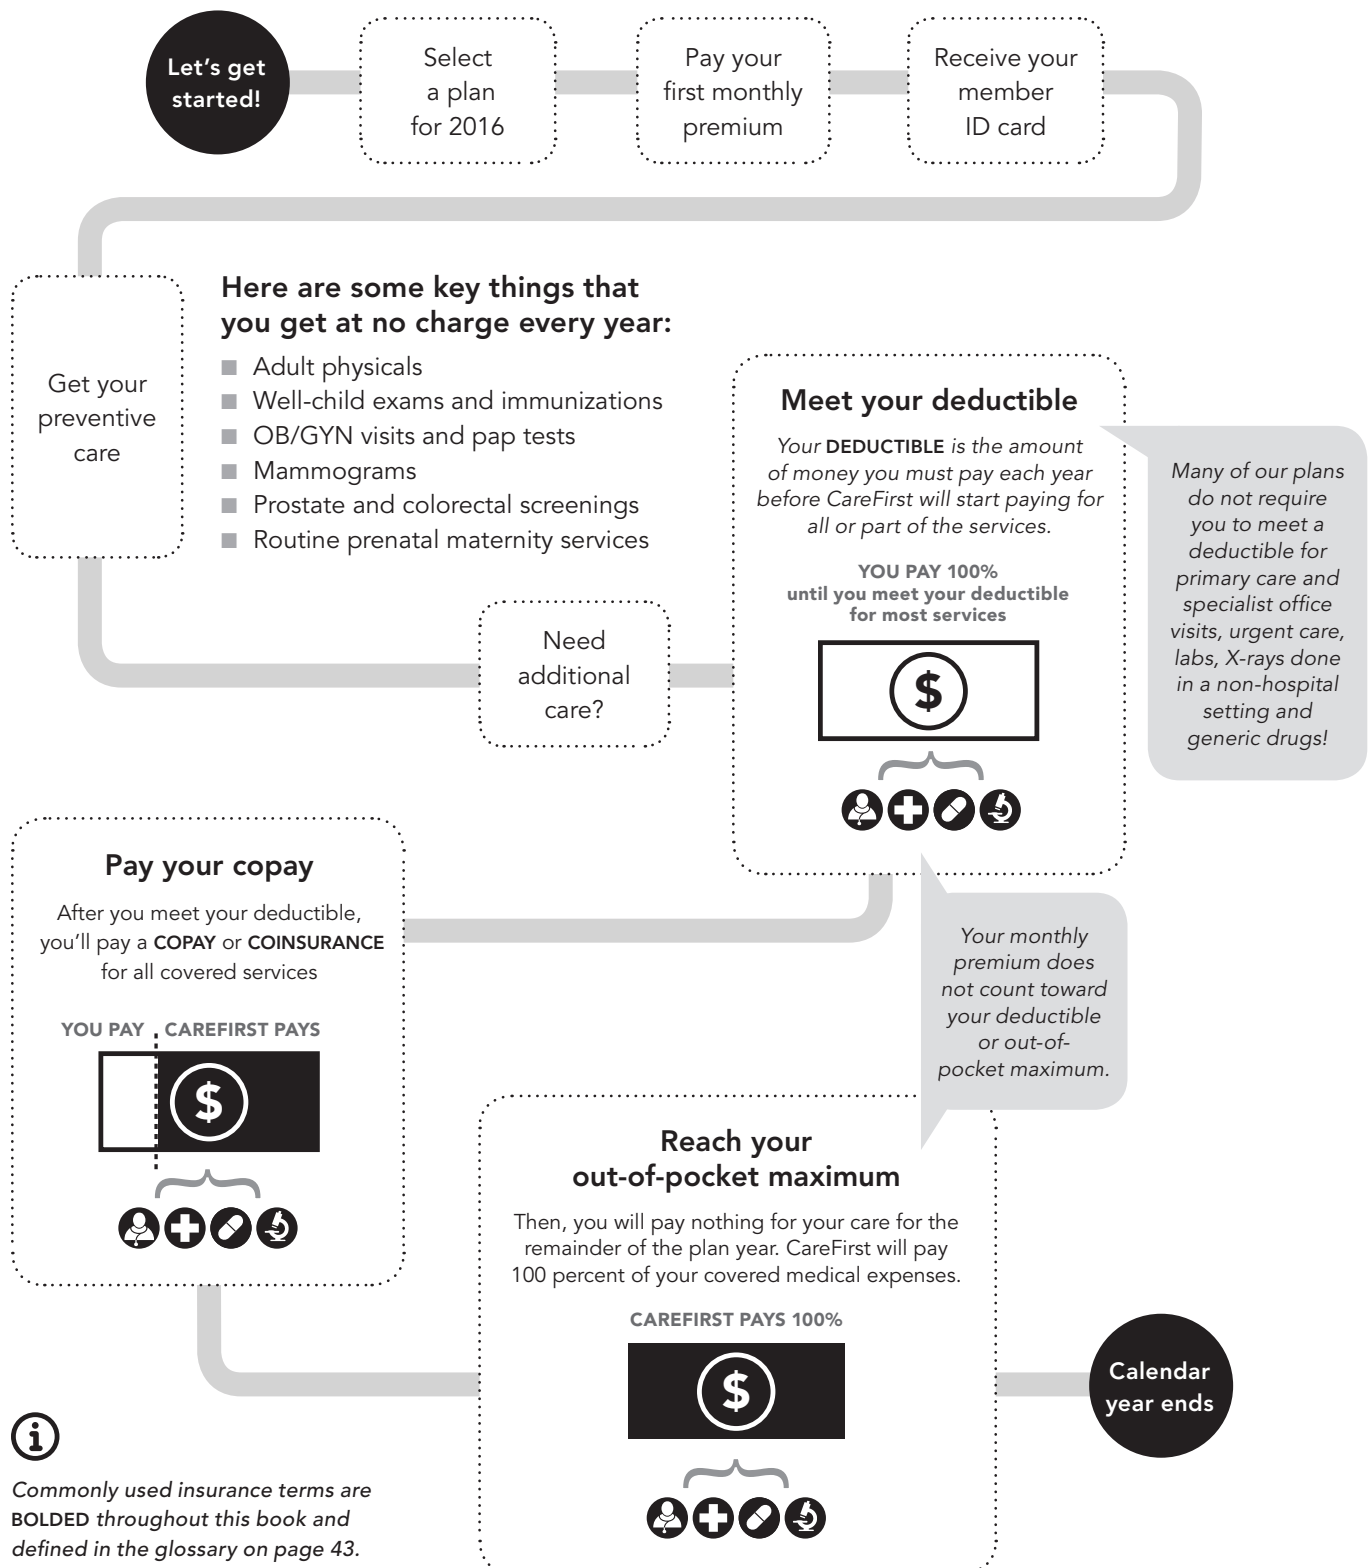 Let's get
started!
Select
a plan
for 2016
Pay your
first monthly
premium
Receive your
member
ID card
Get your
preventive
care
Here are some key things that
you get at no charge every year:
■ Adult physicals
■ Well-child exams and immunizations
■ OB/GYN visits and pap tests
■ Mammograms
■ Prostate and colorectal screenings
■ Routine prenatal maternity services
Need
additional
care?
Meet your deductible
Your DEDUCTIBLE is the amount
of money you must pay each year
before CareFirst will start paying for
all or part of the services.
YOU PAY 100%
until you meet your deductible
for most services
$
Many of our plans
do not require
you to meet a
deductible for
primary care and
specialist office
visits, urgent care,
labs, X-rays done
in a non-hospital
setting and
generic drugs!
Pay your copay
After you meet your deductible,
you'll pay a COPAY or COINSURANCE
for all covered services
YOU PAY CAREFIRST PAYS
$
Your monthly
premium does
not count toward
your deductible
or out-of-
pocket maximum.
Reach your
out-of-pocket maximum
Then, you will pay nothing for your care for the
remainder of the plan year. CareFirst will pay
100 percent of your covered medical expenses.
CAREFIRST PAYS 100%
$
Calendar
year ends
i
Commonly used insurance terms are
BOLDED throughout this book and
defined in the glossary on page 43.